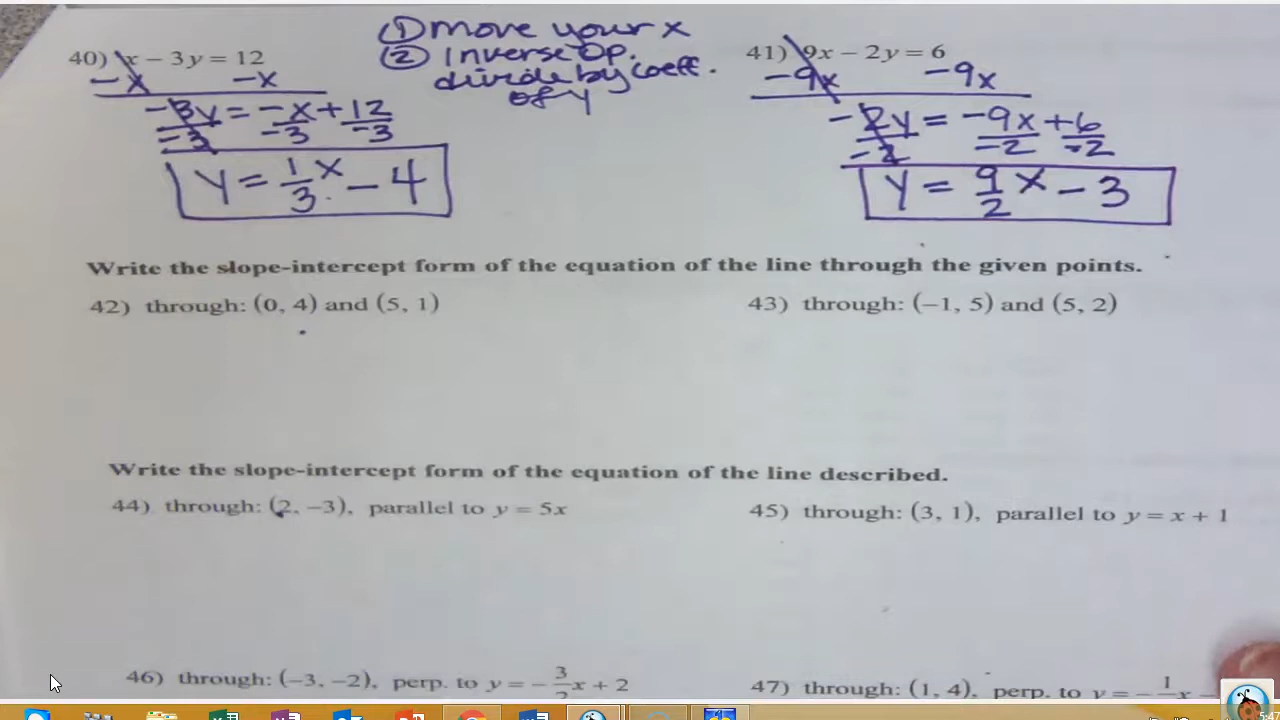 ① move your x
② Inverse Op.
divide by coeff.
of y
40) x − 3y = 12
−x −x
−3y = −x + 12
−3 −3 −3
y = 1/3 x − 4
41) 9x − 2y = 6
−9x −9x
−2y = −9x + 6
−2 −2 −2
y = 9/2 x − 3
Write the slope-intercept form of the equation of the line through the given points.
42) through: (0, 4) and (5, 1)
43) through: (−1, 5) and (5, 2)
Write the slope-intercept form of the equation of the line described.
44) through: (2, −3), parallel to y = 5x
45) through: (3, 1), parallel to y = x + 1
46) through: (−3, −2), perp. to y = −3/2 x + 2
47) through: (1, 4), perp. to y = −